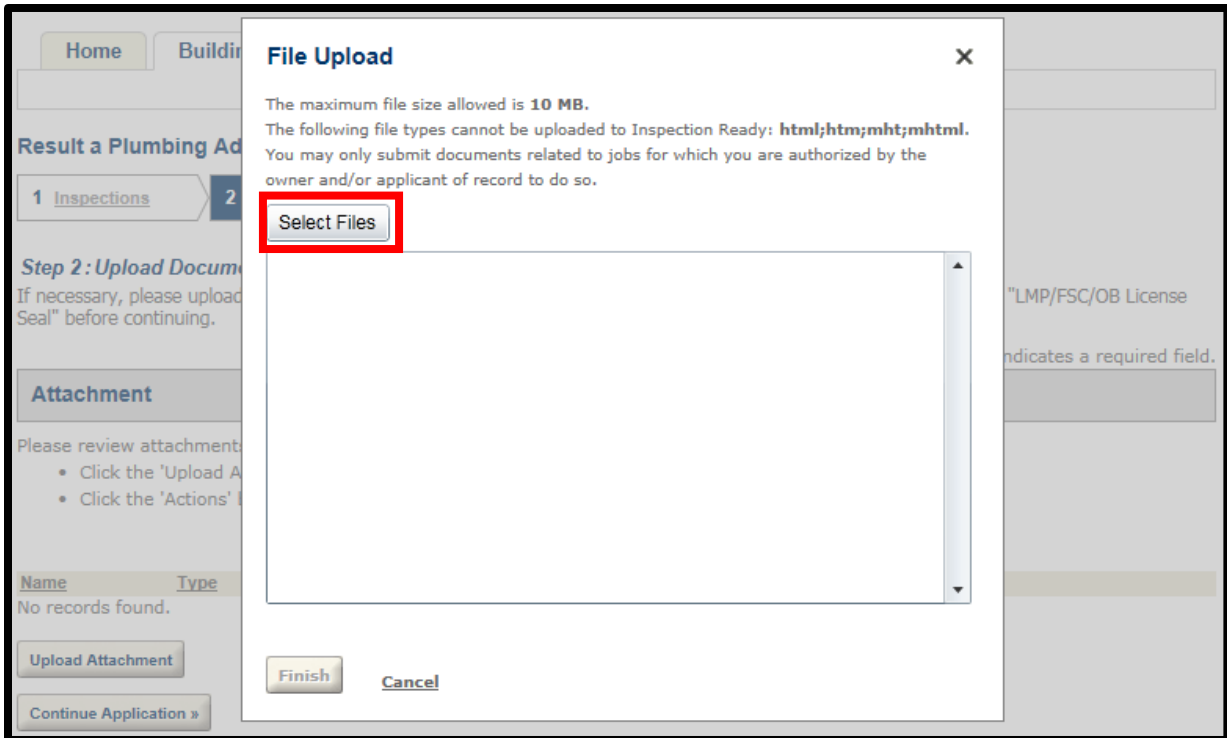 Home
Buildin
Result a Plumbing Ad
1 Inspections
2
Step 2: Upload Docume
If necessary, please upload
"LMP/FSC/OB License
Seal" before continuing.
ndicates a required field.
Attachment
Please review attachments
• Click the 'Upload A
• Click the 'Actions'
Name Type
No records found.
Upload Attachment
Continue Application »
File Upload
The maximum file size allowed is 10 MB.
The following file types cannot be uploaded to Inspection Ready: html;htm;mht;mhtml.
You may only submit documents related to jobs for which you are authorized by the
owner and/or applicant of record to do so.
Select Files
Finish
Cancel